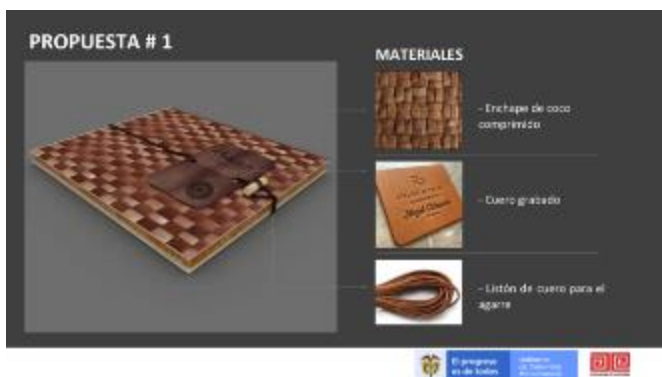 PROPUESTA # 1
MATERIALES
- Enchape de coco
comprimido
- Cuero grabado
- Listón de cuero para el
agarre
El progreso
es de todos